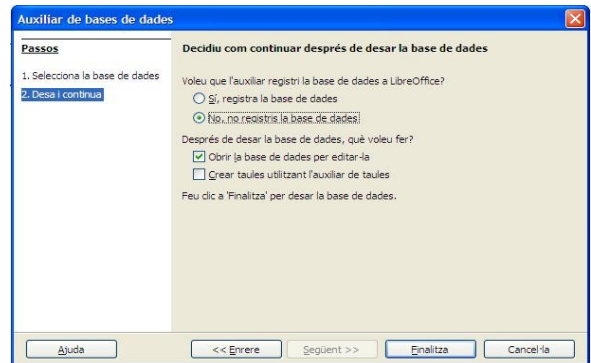 Auxiliar de bases de dades
Passos
1. Selecciona la base de dades
2. Desa i continua
Decidiu com continuar després de desar la base de dades
Voleu que l'auxiliar registri la base de dades a LibreOffice?
Sí, registra la base de dades
No, no registris la base de dades
Després de desar la base de dades, què voleu fer?
Obrir la base de dades per editar-la
Crear taules utilitzant l'auxiliar de taules
Feu clic a 'Finalitza' per desar la base de dades.
Ajuda
<< Enrere
Següent >>
Finalitza
Cancel·la